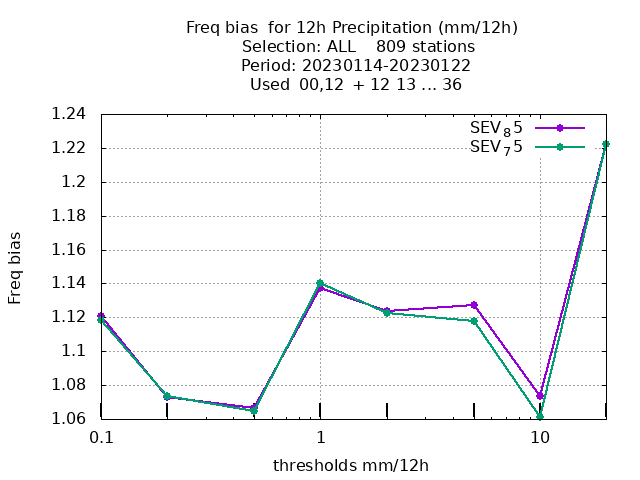 Freq bias  for 12h Precipitation (mm/12h)
Selection: ALL    809 stations
Period: 20230114-20230122
Used  00,12  + 12 13 ... 36
1.24
1.22
1.2
1.18
1.16
1.14
1.12
1.1
1.08
1.06
Freq bias
SEV85
SEV75
0.1
1
10
thresholds mm/12h